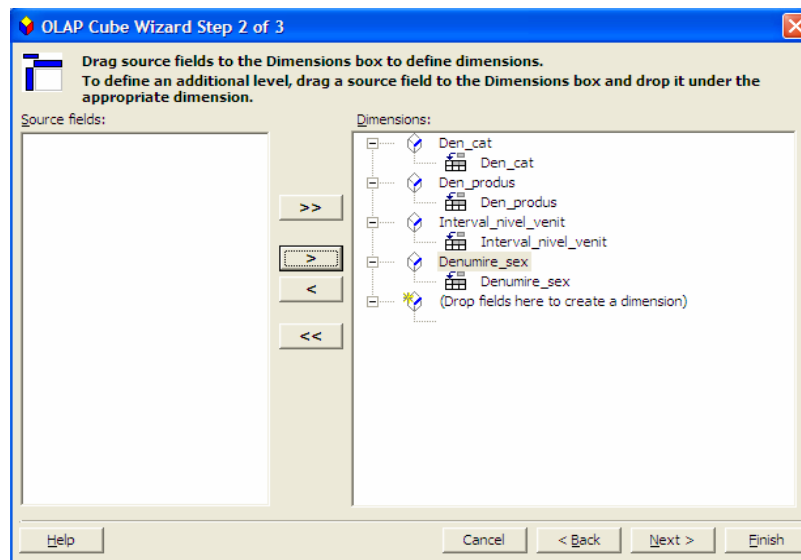 OLAP Cube Wizard Step 2 of 3
Drag source fields to the Dimensions box to define dimensions.
To define an additional level, drag a source field to the Dimensions box and drop it under the
appropriate dimension.
Source fields:
Dimensions:
Den_cat
Den_cat
Den_produs
Den_produs
Interval_nivel_venit
Interval_nivel_venit
Denumire_sex
Denumire_sex
(Drop fields here to create a dimension)
>>
>
<
<<
Help
Cancel
< Back
Next >
Finish